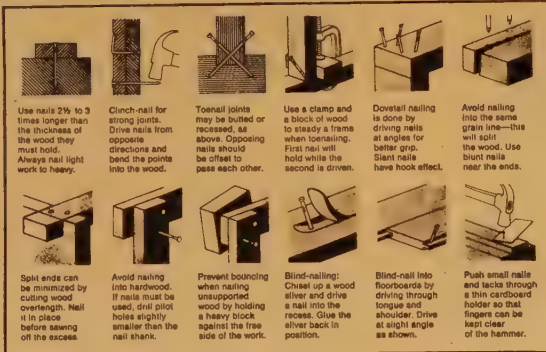 Use nails 2½ to 3
times longer than
the thickness of
the wood they
must hold.
Always nail light
work to heavy.
Clinch-nail for
strong joints.
Drive nails from
opposite
directions and
bend the points
into the wood.
Toenail joints
may be butted or
recessed, as
above. Opposing
nails should
be offset to
pass each other.
Use a clamp and
a block of wood
to steady a frame
when toenailing.
First nail will
hold while the
second is driven.
Dovetail nailing
is done by
driving nails
at angles for
better grip.
Slant nails
have hook effect.
Avoid nailing
into the same
grain line—this
will split
the wood. Use
blunt nails
near the ends.
Split ends can
be minimized by
cutting wood
overlength. Nail
it in place
before sawing
off the excess.
Avoid nailing
into hardwood.
If nails must be
used, drill pilot
holes slightly
smaller than the
nail shank.
Prevent bouncing
when nailing
unsupported
wood by holding
a heavy block
against the free
side of the work.
Blind-nailing:
Chisel up a wood
sliver and drive
a nail into the
recess. Glue the
sliver back in
position.
Blind-nail into
floorboards by
driving through
tongue and
shoulder. Drive
at slight angle
as shown.
Push small nails
and tacks through
a thin cardboard
holder so that
fingers can be
kept clear
of the hammer.